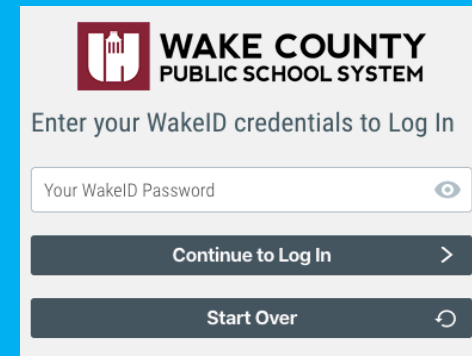 WAKE COUNTY
PUBLIC SCHOOL SYSTEM
Enter your WakeID credentials to Log In
Your WakeID Password
Continue to Log In
Start Over